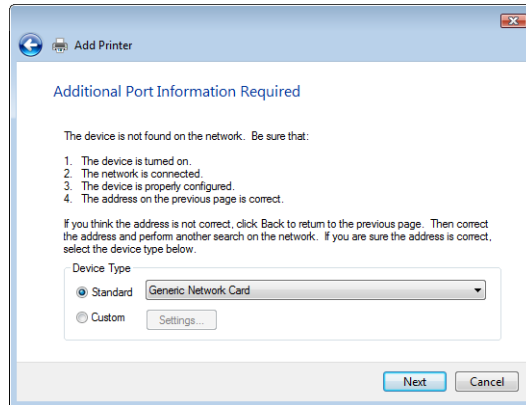 Add Printer
Additional Port Information Required
The device is not found on the network. Be sure that:
1. The device is turned on.
2. The network is connected.
3. The device is properly configured.
4. The address on the previous page is correct.
If you think the address is not correct, click Back to return to the previous page. Then correct
the address and perform another search on the network. If you are sure the address is correct,
select the device type below.
Device Type
Standard Generic Network Card
Custom Settings...
Next Cancel